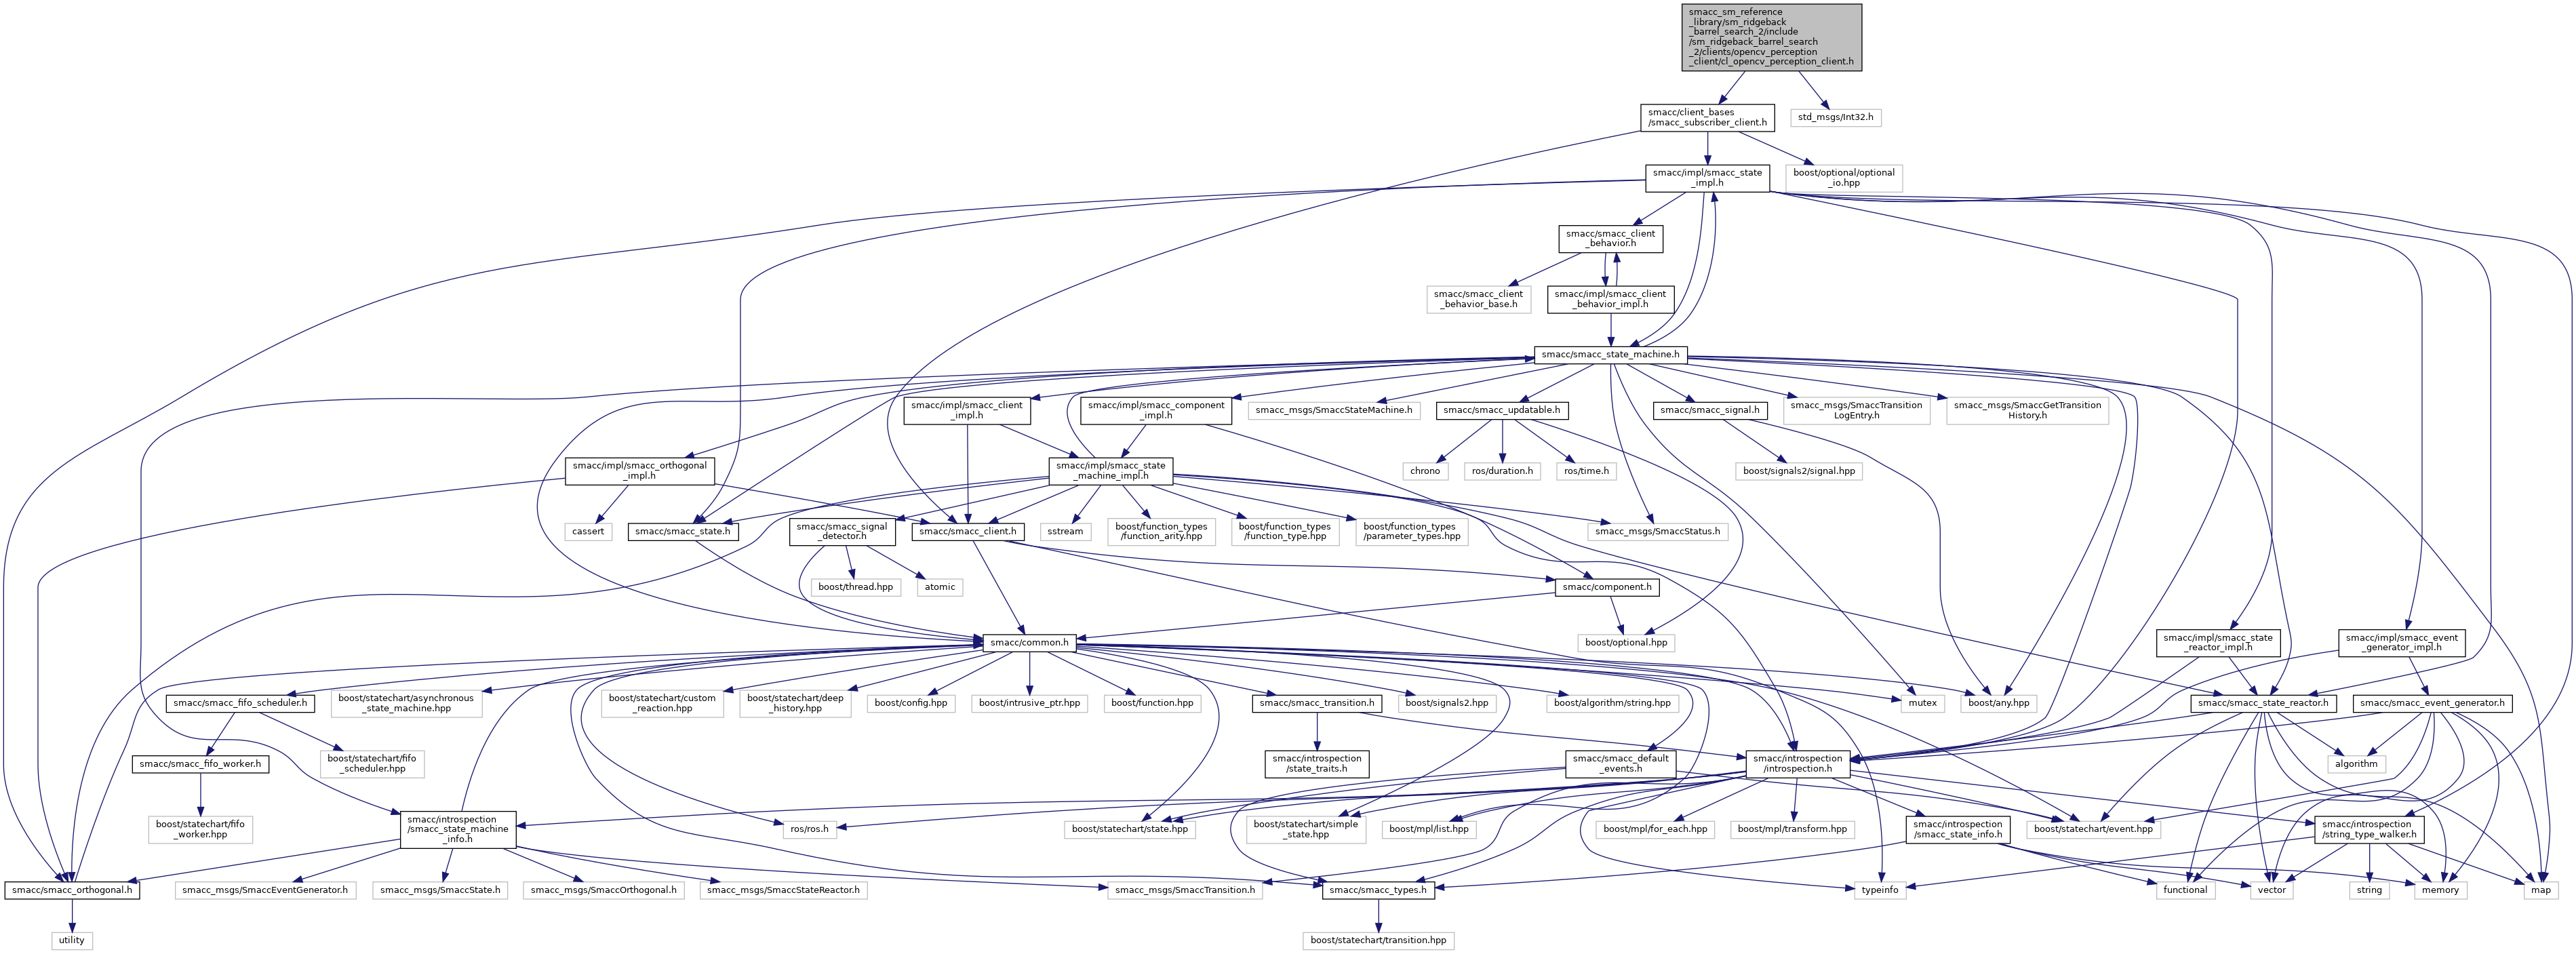 smacc_sm_reference
_library/sm_ridgeback
_barrel_search_2/include
/sm_ridgeback_barrel_search
_2/clients/opencv_perception
_client/cl_opencv_perception_client.h
smacc/client_bases
/smacc_subscriber_client.h
std_msgs/Int32.h
smacc/impl/smacc_state
_impl.h
boost/optional/optional
_io.hpp
smacc/smacc_client
_behavior.h
smacc/smacc_client
_behavior_base.h
smacc/impl/smacc_client
_behavior_impl.h
smacc/smacc_state_machine.h
smacc/impl/smacc_client
_impl.h
smacc/impl/smacc_component
_impl.h
smacc_msgs/SmaccStateMachine.h
smacc/smacc_updatable.h
smacc/smacc_signal.h
smacc_msgs/SmaccTransition
LogEntry.h
smacc_msgs/SmaccGetTransition
History.h
smacc/impl/smacc_orthogonal
_impl.h
smacc/impl/smacc_state
_machine_impl.h
chrono
ros/duration.h
ros/time.h
boost/signals2/signal.hpp
cassert
smacc/smacc_state.h
smacc/smacc_signal
_detector.h
smacc/smacc_client.h
sstream
boost/function_types
/function_arity.hpp
boost/function_types
/function_type.hpp
boost/function_types
/parameter_types.hpp
smacc_msgs/SmaccStatus.h
boost/thread.hpp
atomic
smacc/component.h
smacc/common.h
boost/optional.hpp
smacc/impl/smacc_state
_reactor_impl.h
smacc/impl/smacc_event
_generator_impl.h
smacc/smacc_fifo_scheduler.h
boost/statechart/asynchronous
_state_machine.hpp
boost/statechart/custom
_reaction.hpp
boost/statechart/deep
_history.hpp
boost/config.hpp
boost/intrusive_ptr.hpp
boost/function.hpp
smacc/smacc_transition.h
boost/signals2.hpp
boost/algorithm/string.hpp
mutex
boost/any.hpp
smacc/smacc_state_reactor.h
smacc/smacc_event_generator.h
smacc/smacc_fifo_worker.h
boost/statechart/fifo
_scheduler.hpp
smacc/introspection
/state_traits.h
smacc/smacc_default
_events.h
smacc/introspection
/introspection.h
algorithm
boost/statechart/fifo
_worker.hpp
smacc/introspection
/smacc_state_machine
_info.h
ros/ros.h
boost/statechart/state.hpp
boost/statechart/simple
_state.hpp
boost/mpl/list.hpp
boost/mpl/for_each.hpp
boost/mpl/transform.hpp
smacc/introspection
/smacc_state_info.h
boost/statechart/event.hpp
smacc/introspection
/string_type_walker.h
smacc/smacc_orthogonal.h
smacc_msgs/SmaccEventGenerator.h
smacc_msgs/SmaccState.h
smacc_msgs/SmaccOrthogonal.h
smacc_msgs/SmaccStateReactor.h
smacc_msgs/SmaccTransition.h
smacc/smacc_types.h
typeinfo
functional
vector
string
memory
map
utility
boost/statechart/transition.hpp